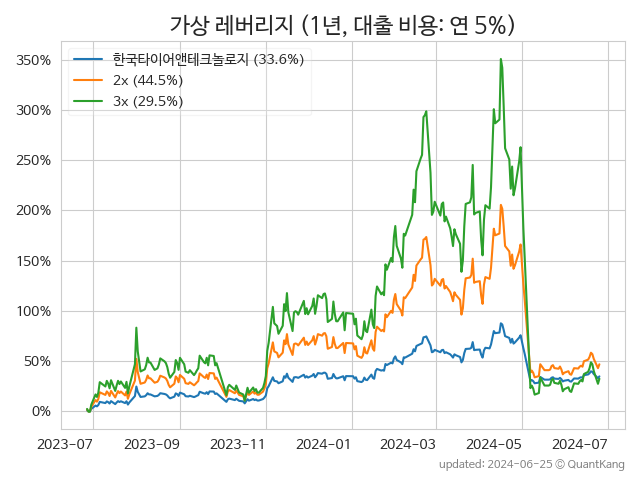 가상 레버리지 (1년, 대출 비용: 연 5%)
350%
300%
250%
200%
150%
100%
50%
0%
한국타이어앤테크놀로지 (33.6%)
2x (44.5%)
3x (29.5%)
2023-07 2023-09 2023-11 2024-01 2024-03 2024-05 2024-07
updated: 2024-06-25 © QuantKang